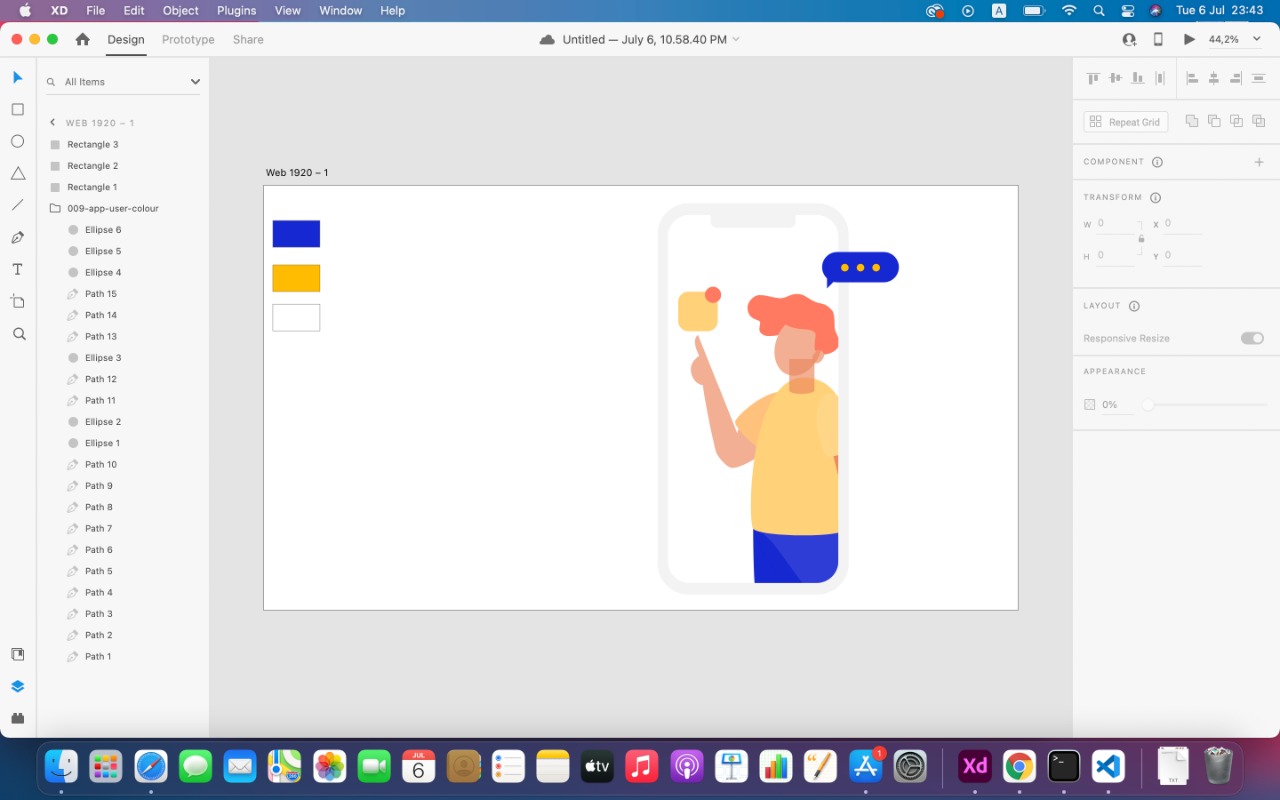 XD File Edit Object Plugins View Window Help A Tue 6 Jul 23:43
Design Prototype Share Untitled — July 6, 10.58.40 PM 44,2%
All Items
WEB 1920 – 1
Rectangle 3
Rectangle 2
Rectangle 1
009-app-user-colour
Ellipse 6
Ellipse 5
Ellipse 4
Path 15
Path 14
Path 13
Ellipse 3
Path 12
Path 11
Ellipse 2
Ellipse 1
Path 10
Path 9
Path 8
Path 7
Path 6
Path 5
Path 4
Path 3
Path 2
Path 1
Web 1920 – 1
Repeat Grid
COMPONENT
TRANSFORM
W 0 X 0
H 0 Y 0
LAYOUT
Responsive Resize
APPEARANCE
0%
JUL
6
tv
1
Xd
>_
TXT